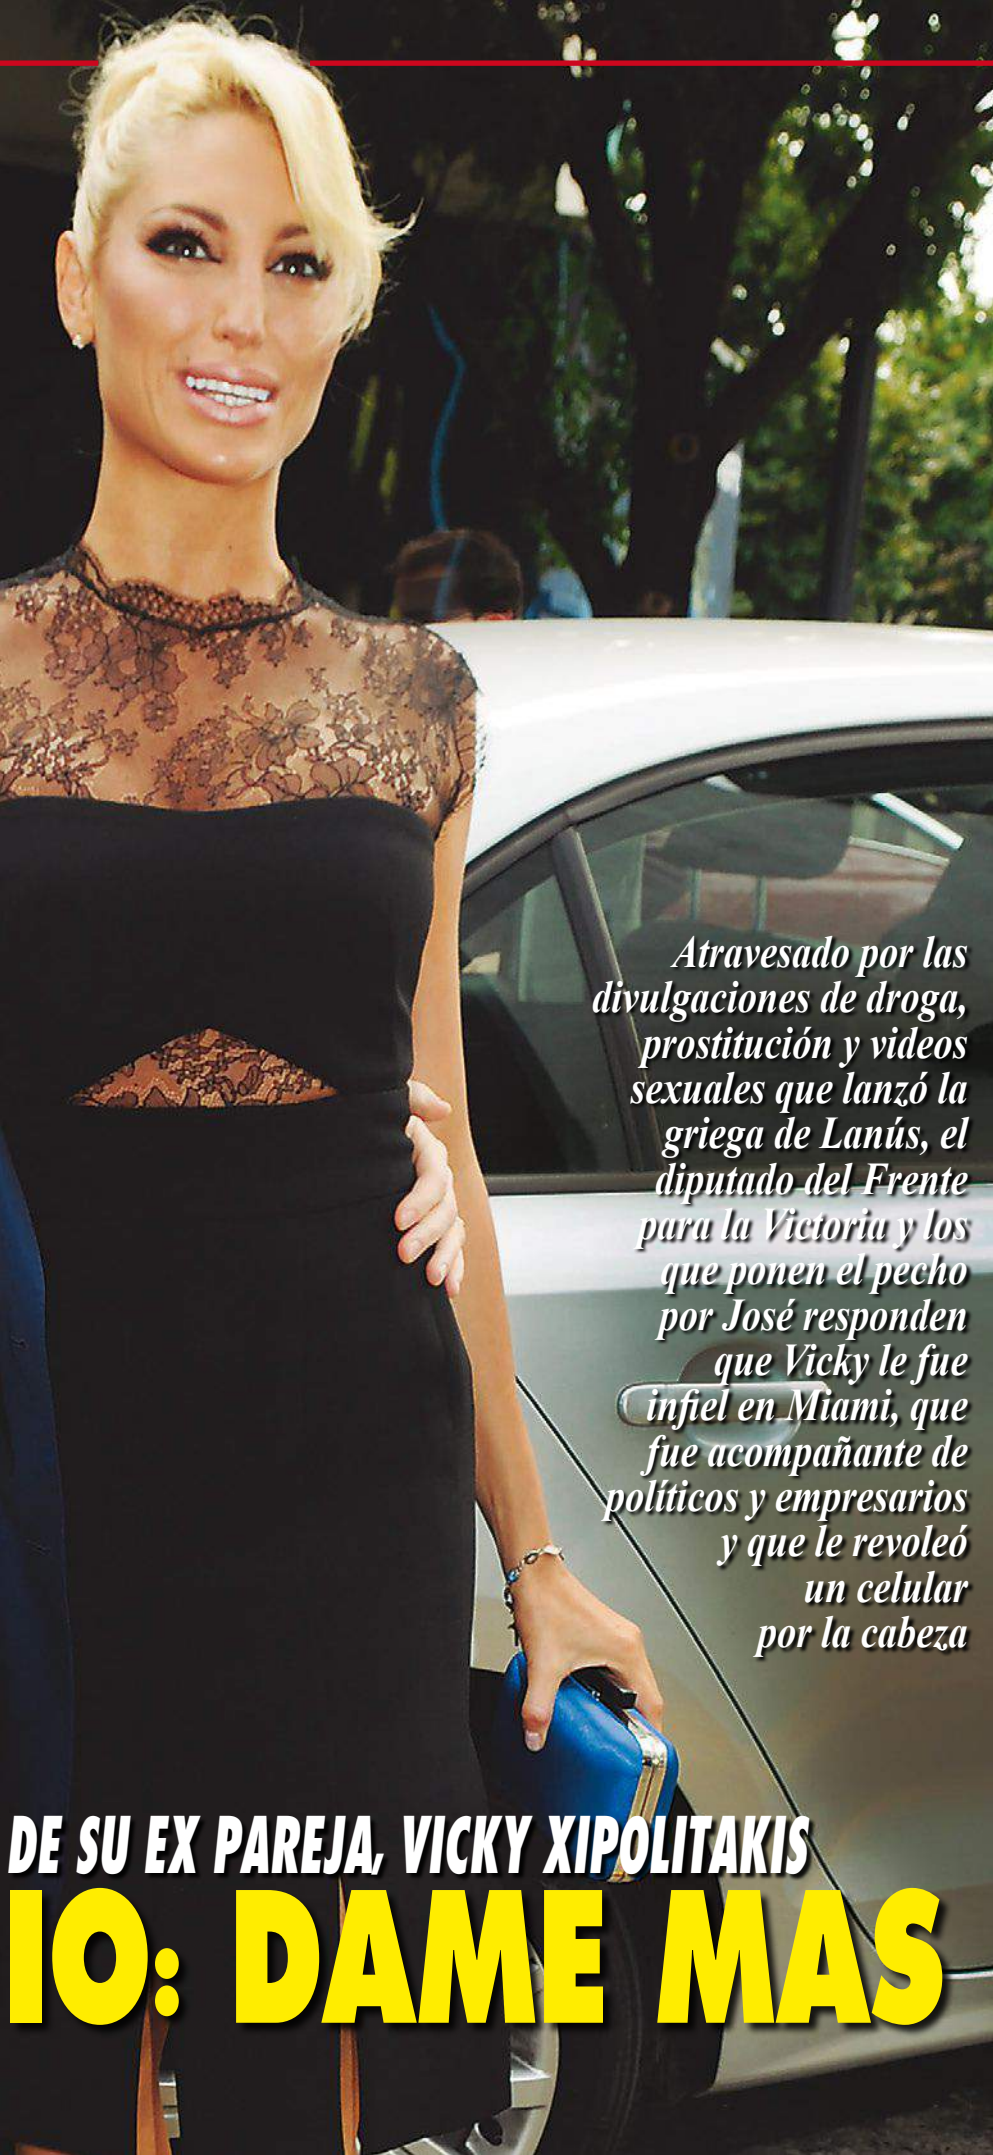 Atravesado por las
divulgaciones de droga,
prostitución y videos
sexuales que lanzó la
griega de Lanús, el
diputado del Frente
para la Victoria y los
que ponen el pecho
por José responden
que Vicky le fue
infiel en Miami, que
fue acompañante de
políticos y empresarios
y que le revoleó
un celular
por la cabeza
DE SU EX PAREJA, VICKY XIPOLITAKIS
IO: DAME MAS